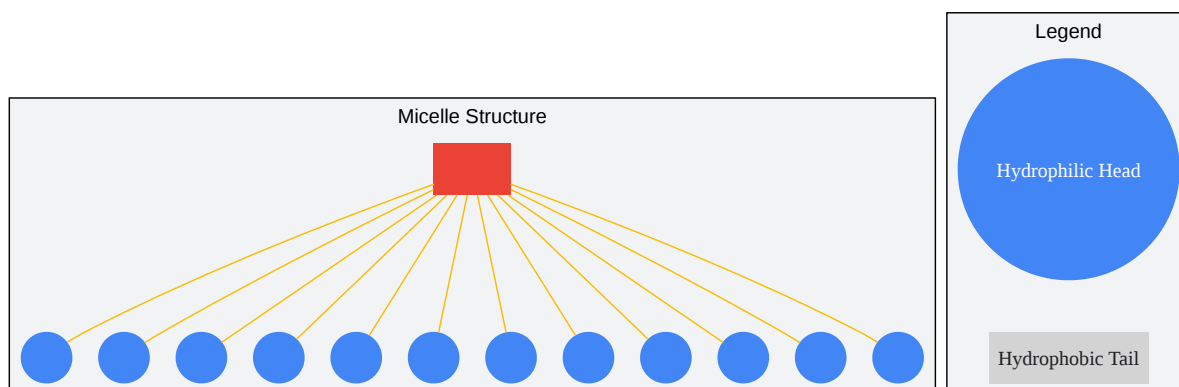 Legend
Micelle Structure
Hydrophilic Head
Hydrophobic Tail